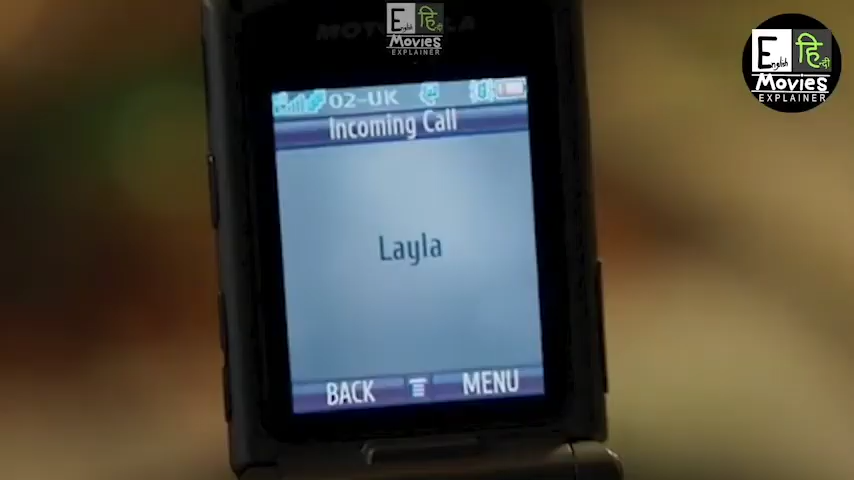 MOTOROLA
English हिन्दी
Movies
EXPLAINER
English हिन्दी
Movies
EXPLAINER
O2-UK
Incoming Call
Layla
BACK
MENU